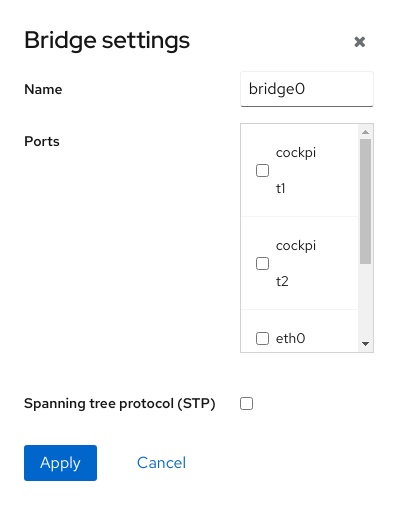 Bridge settings
Name
bridge0
Ports
cockpi
t1
cockpi
t2
eth0
Spanning tree protocol (STP)
Apply
Cancel